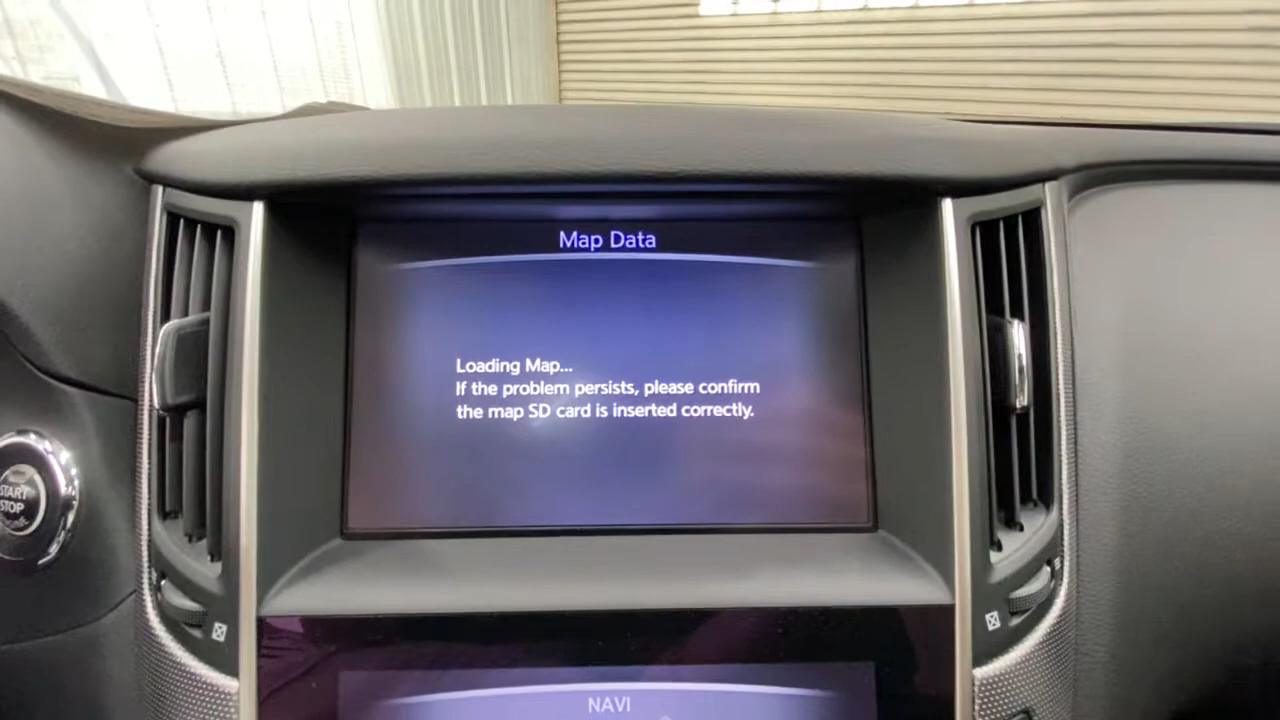 Map Data
Loading Map...
If the problem persists, please confirm
the map SD card is inserted correctly.
START
STOP
NAVI